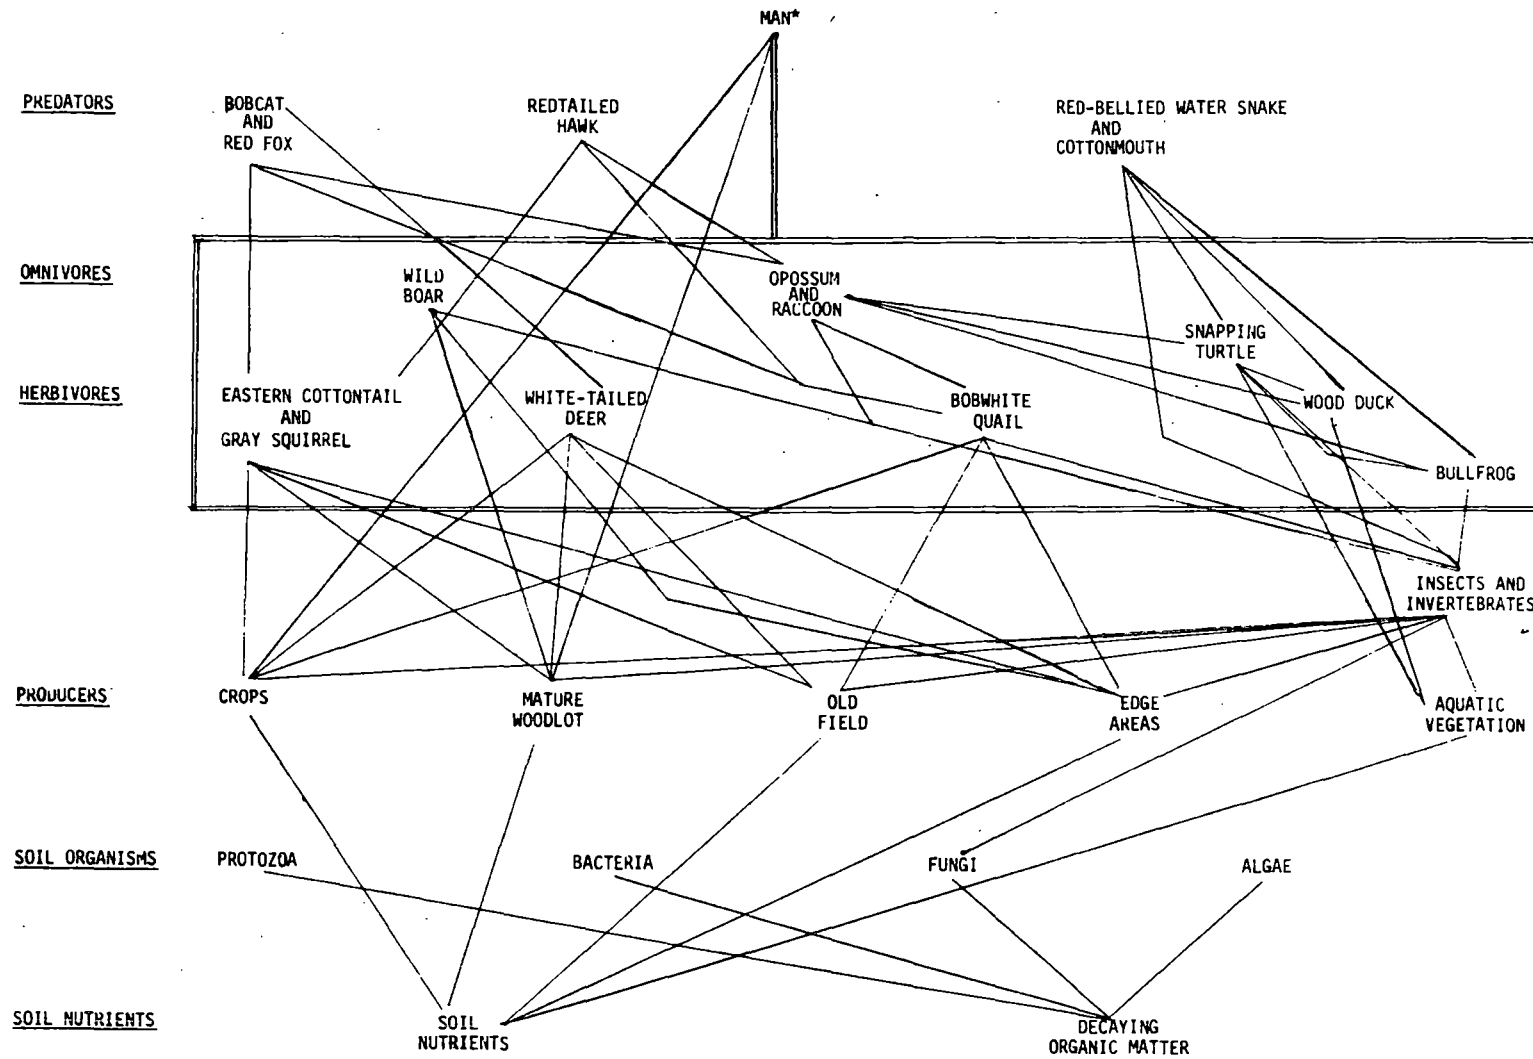 MAN*
PREDATORS
BOBCAT
AND
RED FOX
REDTAILED
HAWK
RED-BELLIED WATER SNAKE
AND
COTTONMOUTH
OMNIVORES
WILD
BOAR
OPOSSUM
AND
RACCOON
SNAPPING
TURTLE
HERBIVORES
EASTERN COTTONTAIL
AND
GRAY SQUIRREL
WHITE-TAILED
DEER
BOBWHITE
QUAIL
WOOD DUCK
BULLFROG
INSECTS AND
INVERTEBRATES
PRODUCERS
CROPS
MATURE
WOODLOT
OLD
FIELD
EDGE
AREAS
AQUATIC
VEGETATION
SOIL ORGANISMS
PROTOZOA
BACTERIA
FUNGI
ALGAE
SOIL NUTRIENTS
SOIL
NUTRIENTS
DECAYING
ORGANIC MATTER